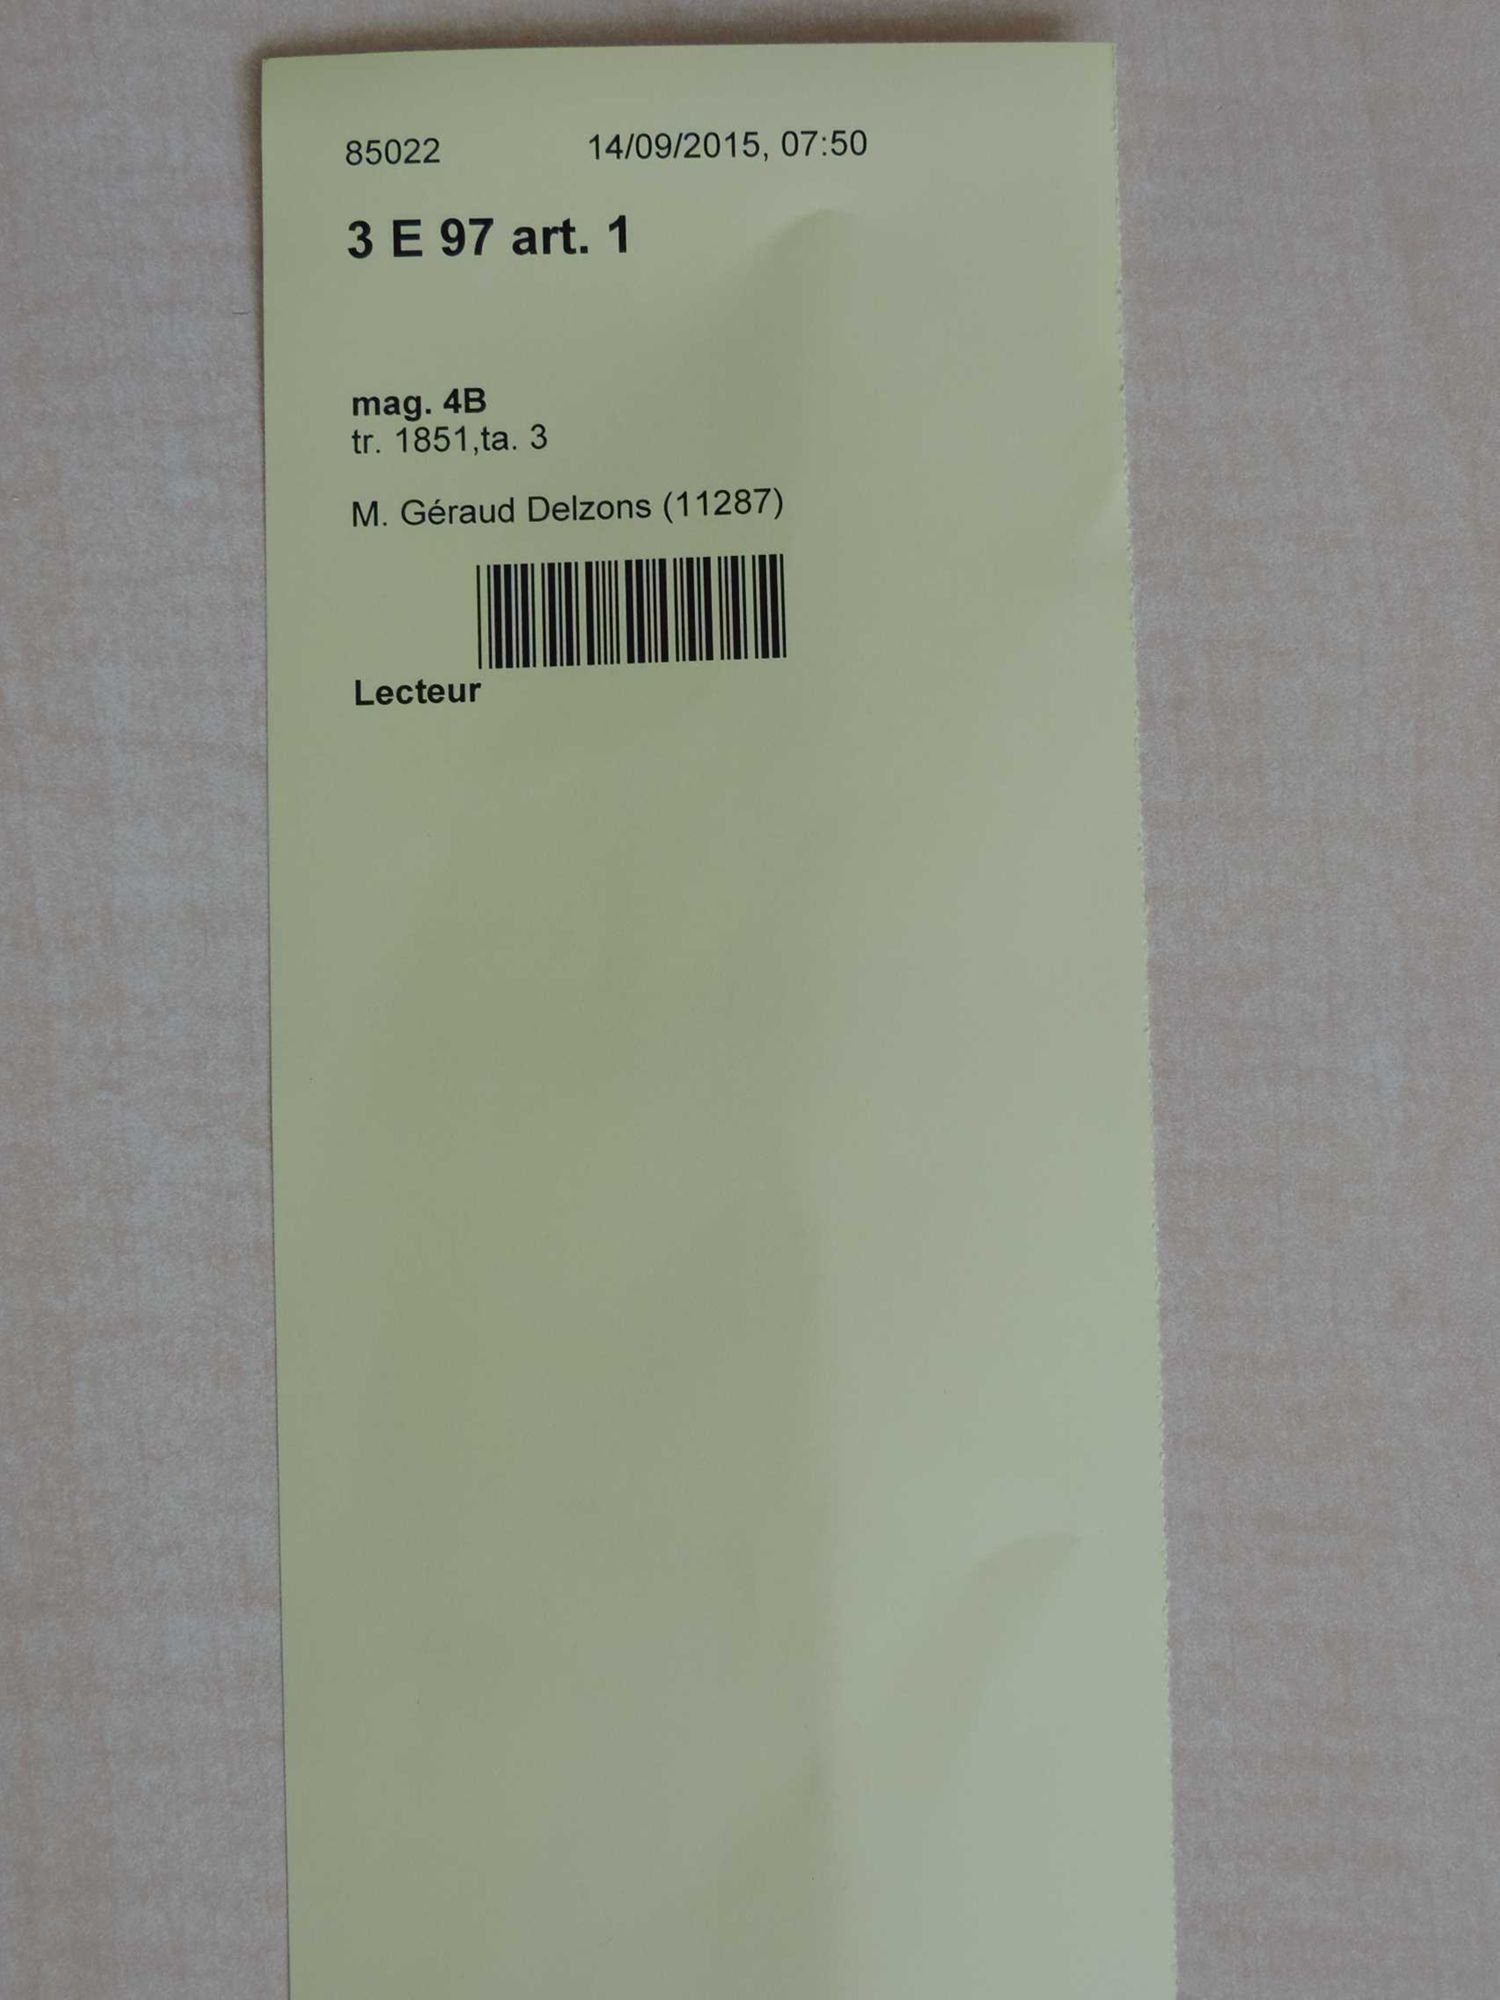 85022 14/09/2015, 07:50
3 E 97 art. 1
mag. 4B
tr. 1851,ta. 3
M. Géraud Delzons (11287)
Lecteur